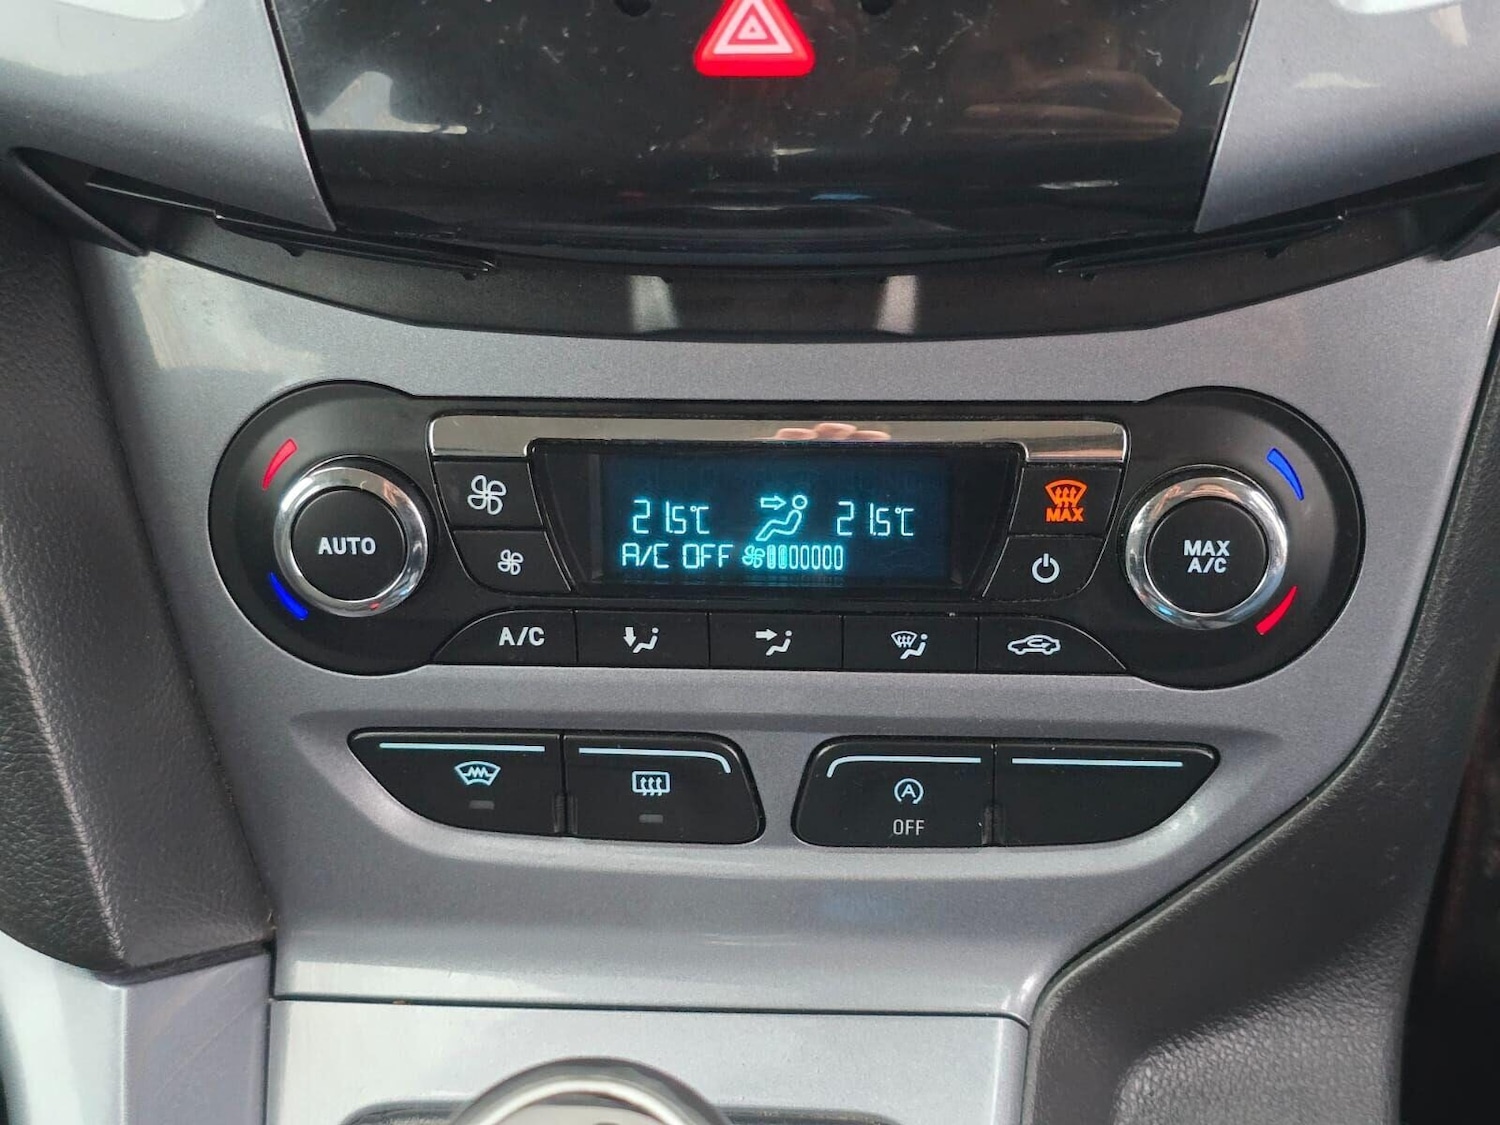 21.5°C 21.5°C
A/C OFF
AUTO
MAX
MAX
A/C
A/C
A
OFF